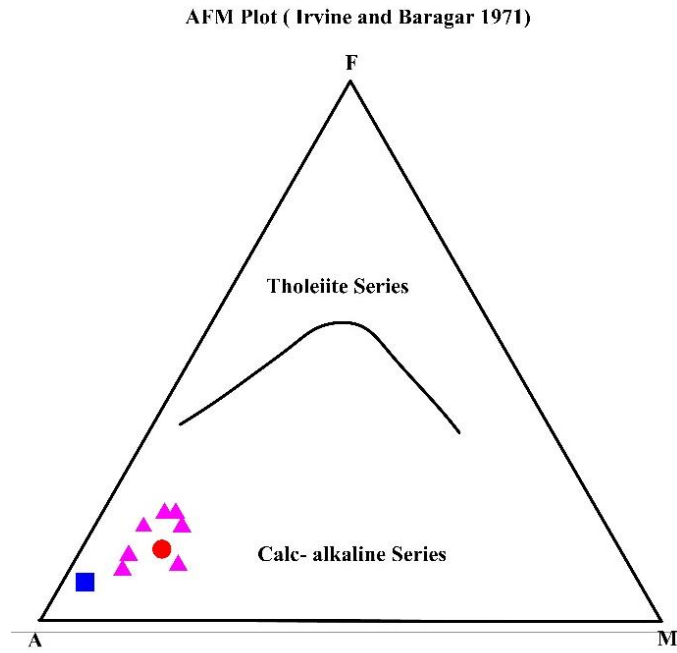 AFM Plot ( Irvine and Baragar 1971)
F
Tholeiite Series
Calc- alkaline Series
A
M